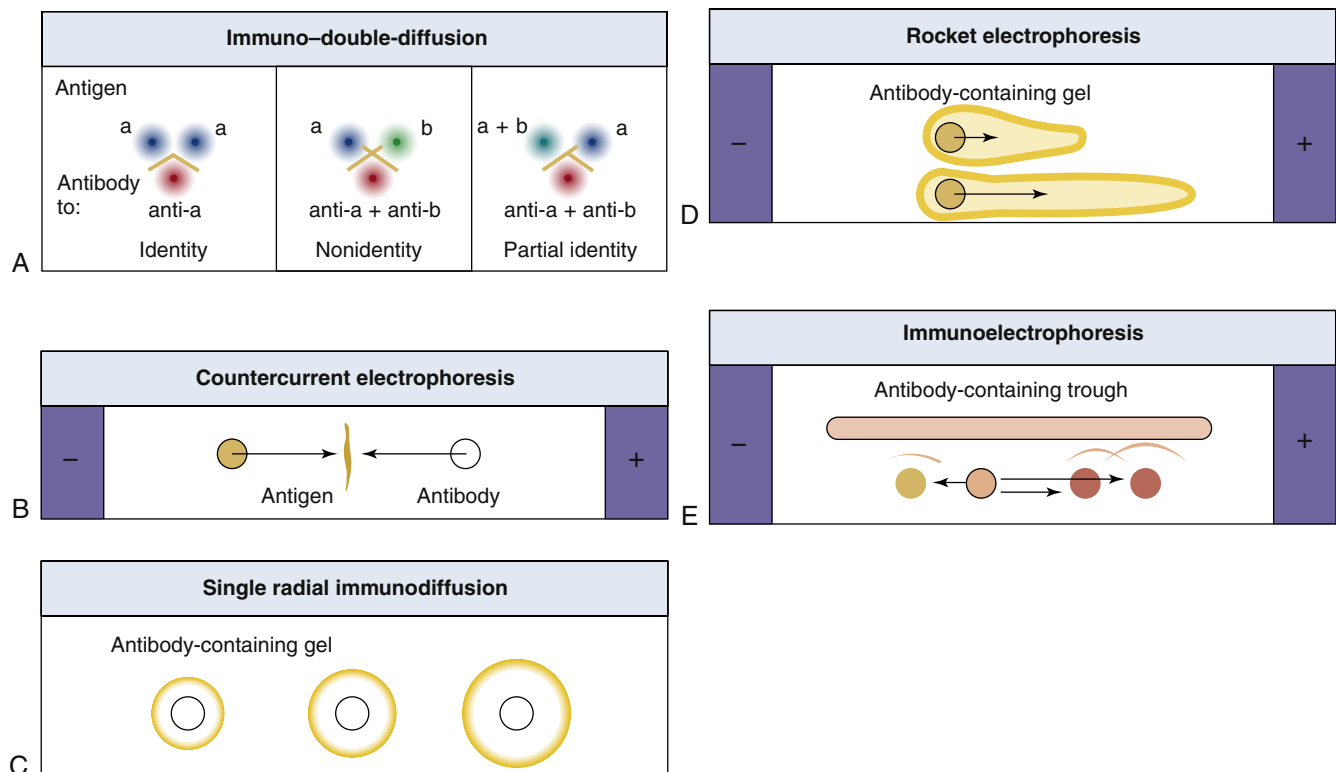 A
Immuno–double-diffusion
Antigen
a a
a b
a + b a
Antibody
to:
anti-a
anti-a + anti-b
anti-a + anti-b
Identity
Nonidentity
Partial identity
B
Countercurrent electrophoresis
– +
Antigen Antibody
C
Single radial immunodiffusion
Antibody-containing gel
D
Rocket electrophoresis
Antibody-containing gel
– +
E
Immunoelectrophoresis
Antibody-containing trough
– +